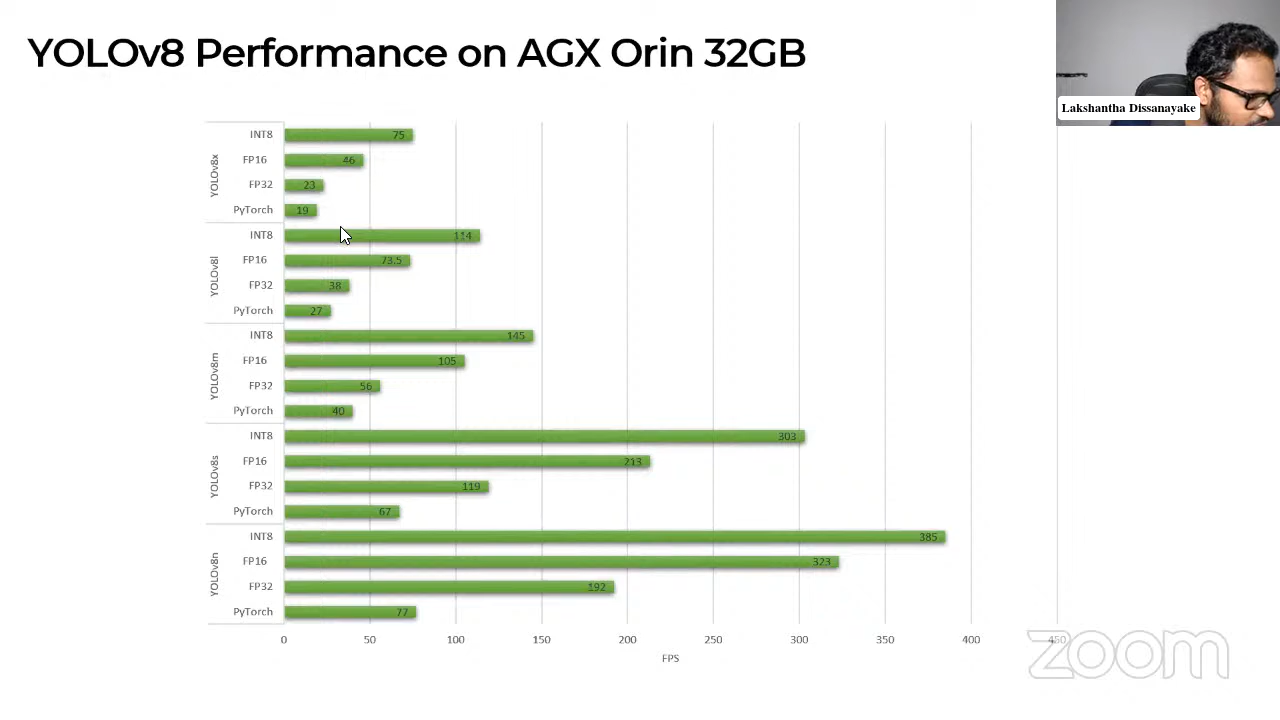 YOLOv8 Performance on AGX Orin 32GB
Lakshantha Dissanayake
YOLOv8x
INT8 75
FP16 46
FP32 23
PyTorch 19
YOLOv8l
INT8 114
FP16 73.5
FP32 38
PyTorch 27
YOLOv8m
INT8 145
FP16 105
FP32 56
PyTorch 40
YOLOv8s
INT8 303
FP16 213
FP32 119
PyTorch 67
YOLOv8n
INT8 385
FP16 323
FP32 192
PyTorch 77
0 50 100 150 200 250 300 350 400 450
FPS
zoom